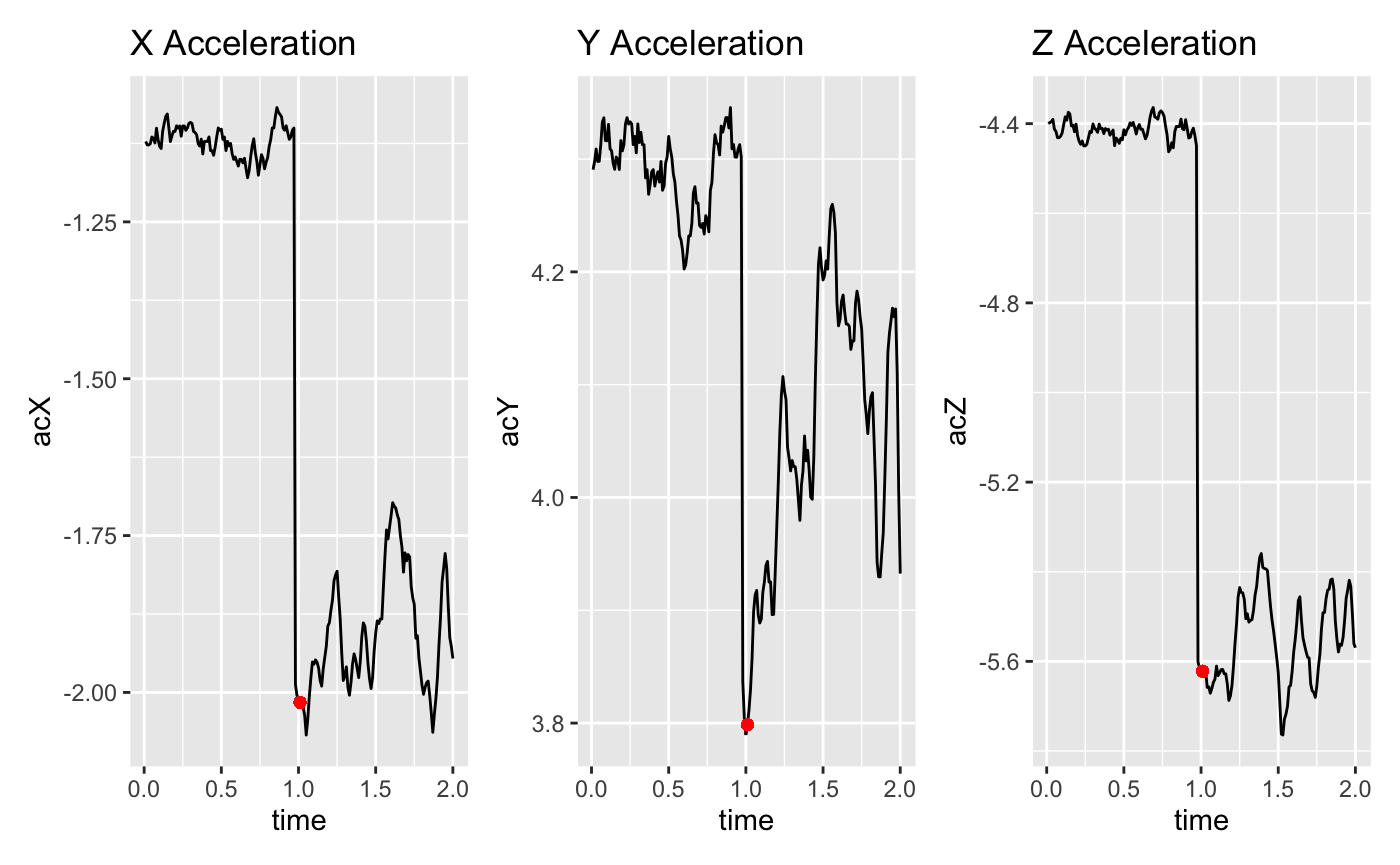 X Acceleration
acX
-1.25
-1.50
-1.75
-2.00
0.0 0.5 1.0 1.5 2.0
time
Y Acceleration
acY
4.2
4.0
3.8
0.0 0.5 1.0 1.5 2.0
time
Z Acceleration
acZ
-4.4
-4.8
-5.2
-5.6
0.0 0.5 1.0 1.5 2.0
time